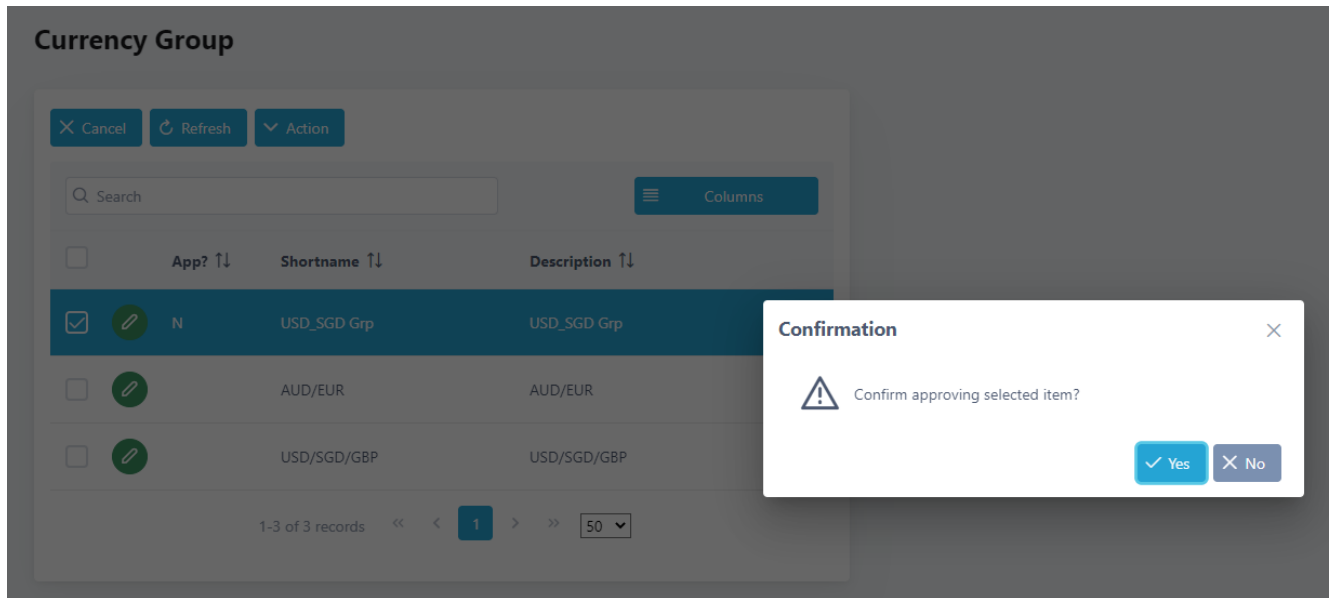 Currency Group
Cancel Refresh Action
Search Columns
App? Shortname Description
N USD_SGD Grp USD_SGD Grp
AUD/EUR AUD/EUR
USD/SGD/GBP USD/SGD/GBP
1-3 of 3 records 1 50
Confirmation
Confirm approving selected item?
Yes No